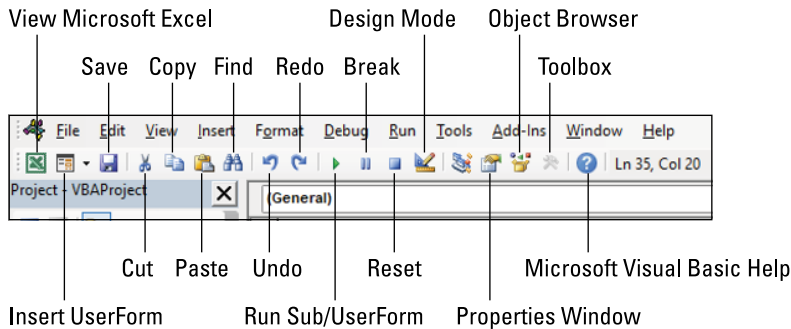 View Microsoft Excel Design Mode Object Browser
Save Copy Find Redo Break Toolbox
File Edit View Insert Format Debug Run Tools Add-Ins Window Help
Ln 35, Col 20
Project - VBAProject
(General)
Cut Paste Undo Reset Microsoft Visual Basic Help
Insert UserForm Run Sub/UserForm Properties Window